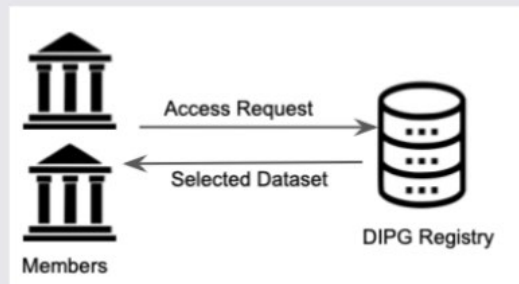 Access Request
Selected Dataset
DIPG Registry
Members